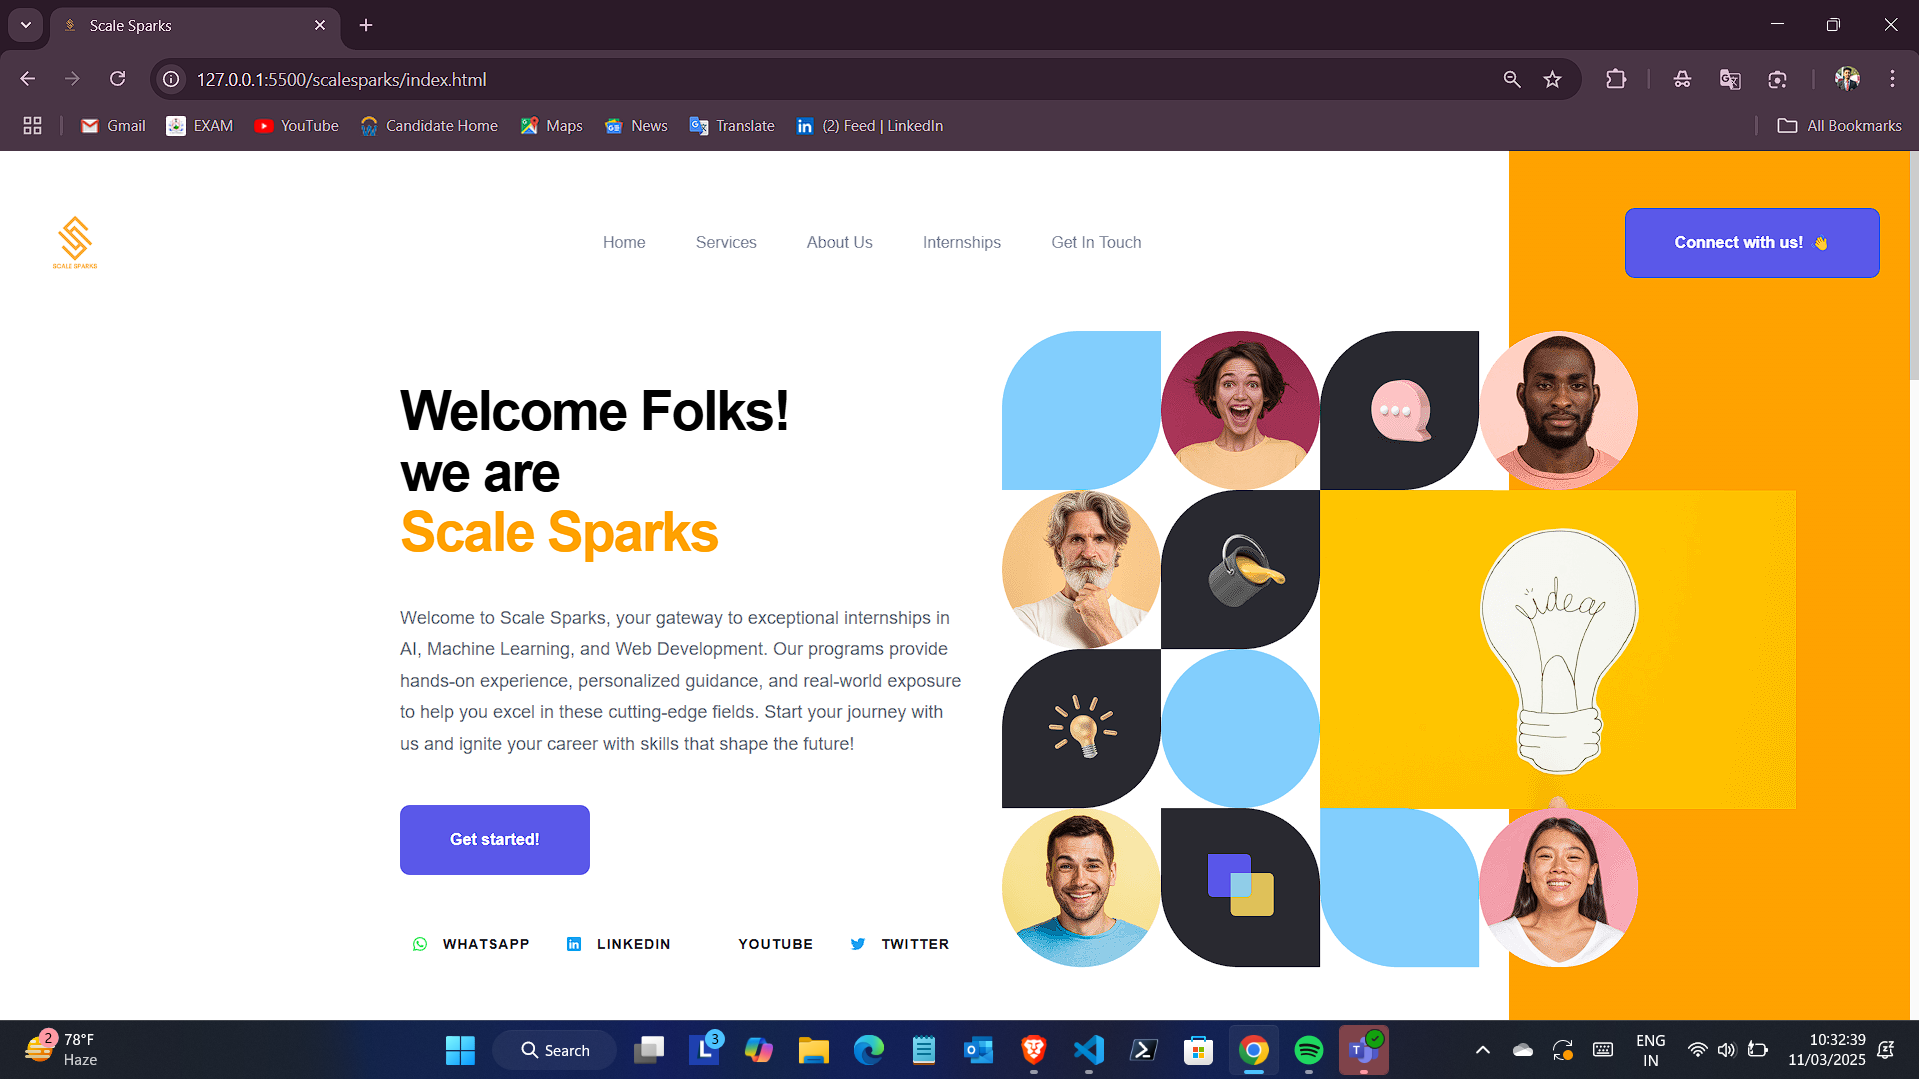 Scale Sparks
127.0.0.1:5500/scalesparks/index.html
Gmail
EXAM
YouTube
Candidate Home
Maps
News
Translate
(2) Feed | LinkedIn
All Bookmarks
SCALE SPARKS
Home
Services
About Us
Internships
Get In Touch
Connect with us! 👋
Welcome Folks!
we are
Scale Sparks
Welcome to Scale Sparks, your gateway to exceptional internships in
AI, Machine Learning, and Web Development. Our programs provide
hands-on experience, personalized guidance, and real-world exposure
to help you excel in these cutting-edge fields. Start your journey with
us and ignite your career with skills that shape the future!
Get started!
WHATSAPP
LINKEDIN
YOUTUBE
TWITTER
idea
2
78°F
Haze
Search
L
3
ENG
IN
10:32:39
11/03/2025